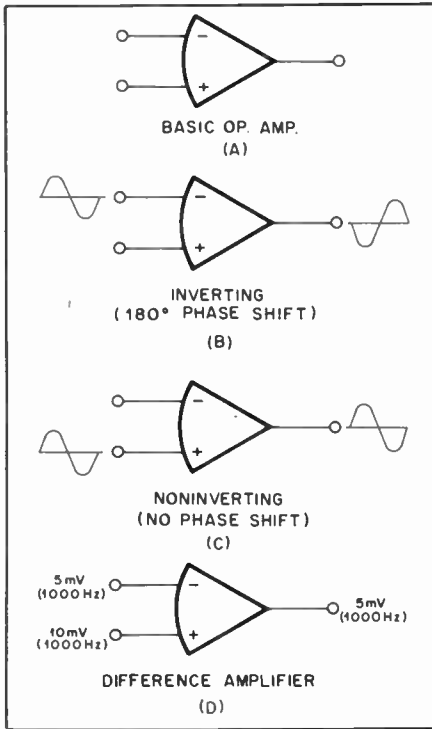 −
+
BASIC OP. AMP.
(A)
−
+
INVERTING
(180° PHASE SHIFT)
(B)
−
+
NONINVERTING
(NO PHASE SHIFT)
(C)
5mV
(1000Hz)
−
5mV
(1000Hz)
10mV
(1000Hz)
+
DIFFERENCE AMPLIFIER
(D)